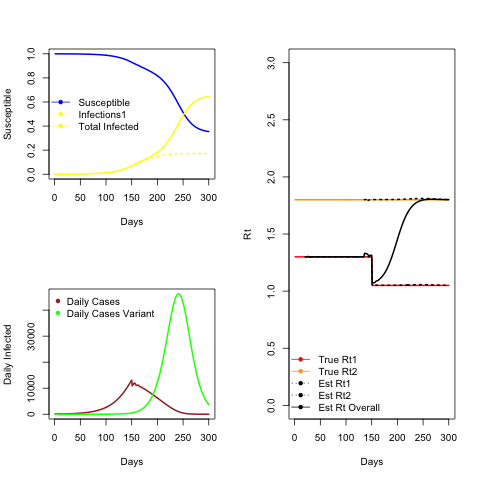 Susceptible
0.0 0.2 0.4 0.6 0.8 1.0
Susceptible
Infections1
Total Infected
0 50 100 150 200 250 300
Days
Daily Infected
0 10000 30000
Daily Cases
Daily Cases Variant
0 50 100 150 200 250 300
Days
Rt
0.0 0.5 1.0 1.5 2.0 2.5 3.0
True Rt1
True Rt2
Est Rt1
Est Rt2
Est Rt Overall
0 50 100 150 200 250 300
Days